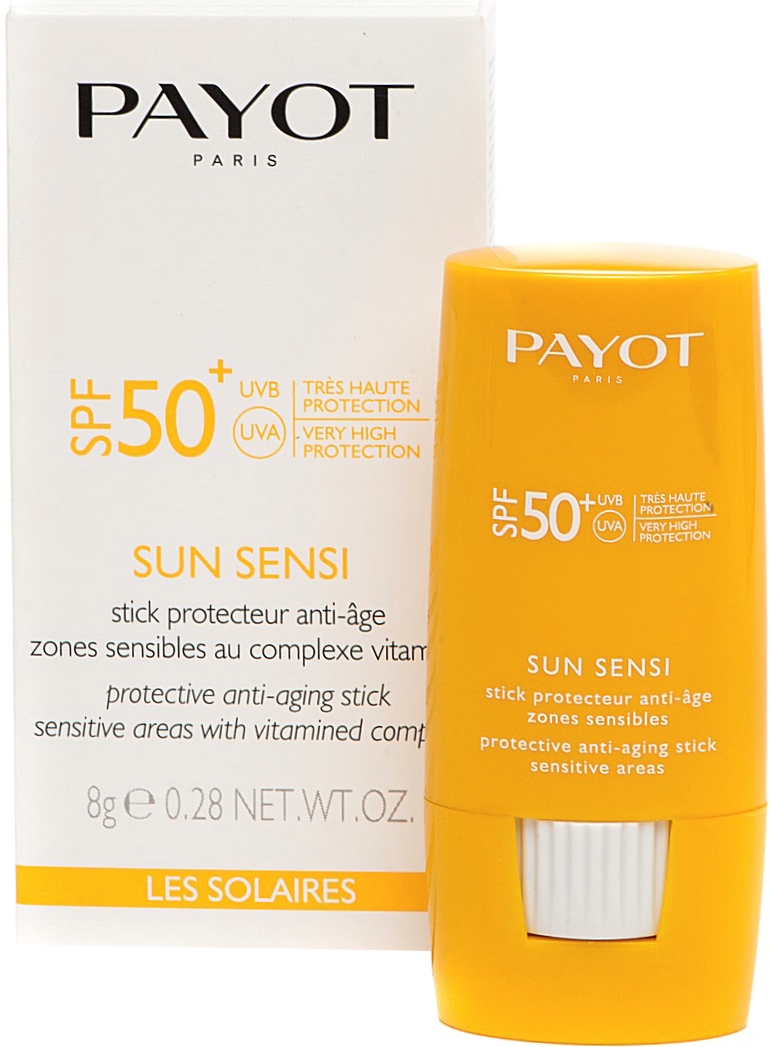 PAYOT
PARIS
SPF 50+ UVB UVA
TRÈS HAUTE
PROTECTION
VERY HIGH
PROTECTION
SUN SENSI
stick protecteur anti-âge
zones sensibles au complexe
protective anti-aging stick
sensitive areas with vitamined
8g e 0.28 NET.WT.OZ.
LES SOLAIRES
PAYOT
PARIS
SPF 50+ UVB UVA
TRÈS HAUTE
PROTECTION
VERY HIGH
PROTECTION
SUN SENSI
stick protecteur anti-âge
zones sensibles
protective anti-aging stick
sensitive areas